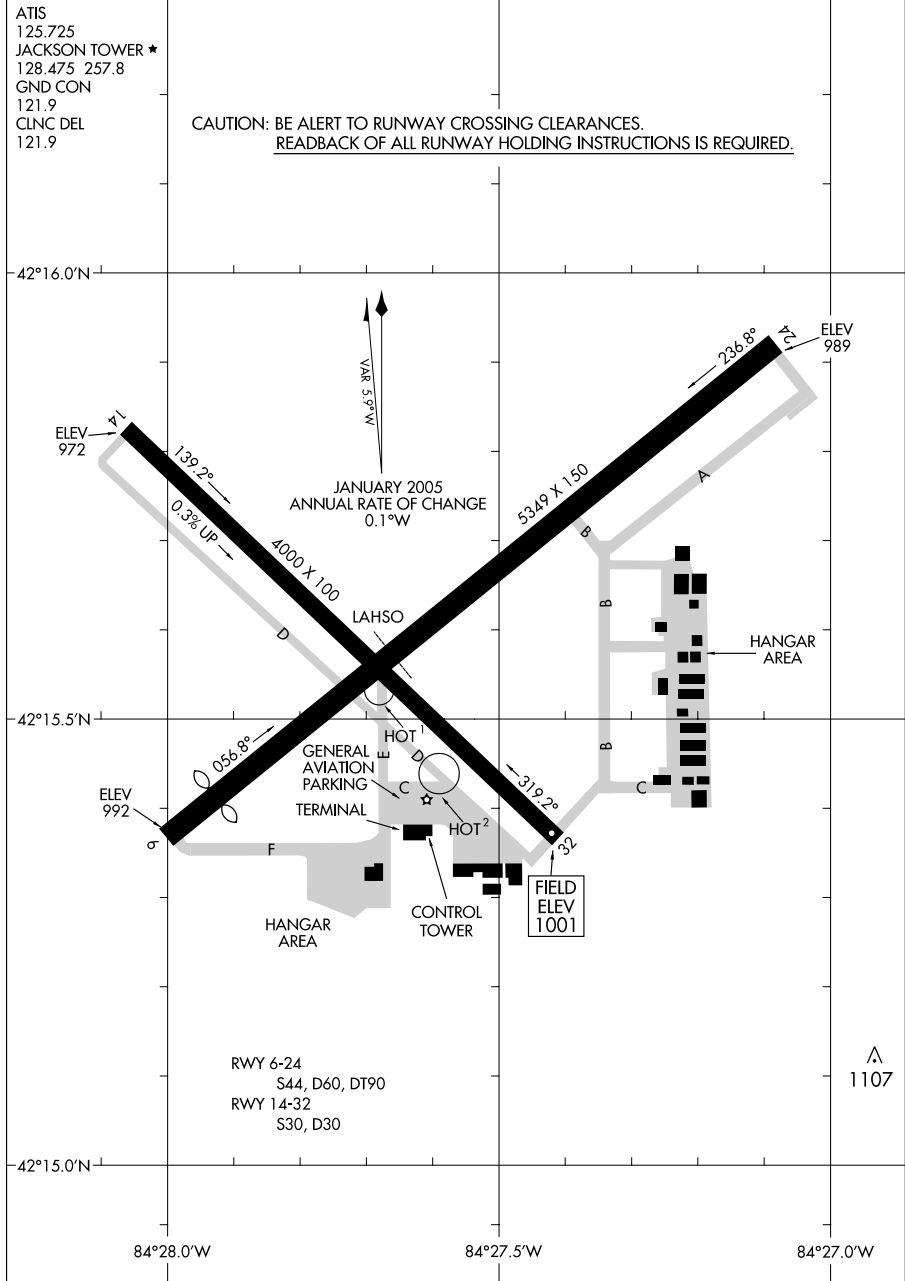 ATIS
125.725
JACKSON TOWER ★
128.475 257.8
GND CON
121.9
CLNC DEL
121.9
CAUTION: BE ALERT TO RUNWAY CROSSING CLEARANCES.
READBACK OF ALL RUNWAY HOLDING INSTRUCTIONS IS REQUIRED.
42°16.0'N
VAR 5.9°W
JANUARY 2005
ANNUAL RATE OF CHANGE
0.1°W
24
ELEV
989
236.8°
14
ELEV
972
139.2°
0.3% UP
4000 X 100
5349 X 150
A
B
B
B
D
LAHSO
HANGAR
AREA
42°15.5'N
HOT 1
D
E
056.8°
GENERAL
AVIATION
PARKING
C
C
319.2°
ELEV
992
TERMINAL
HOT 2
6
F
32
FIELD
ELEV
1001
CONTROL
TOWER
HANGAR
AREA
RWY 6-24
S44, D60, DT90
RWY 14-32
S30, D30
1107
42°15.0'N
84°28.0'W
84°27.5'W
84°27.0'W